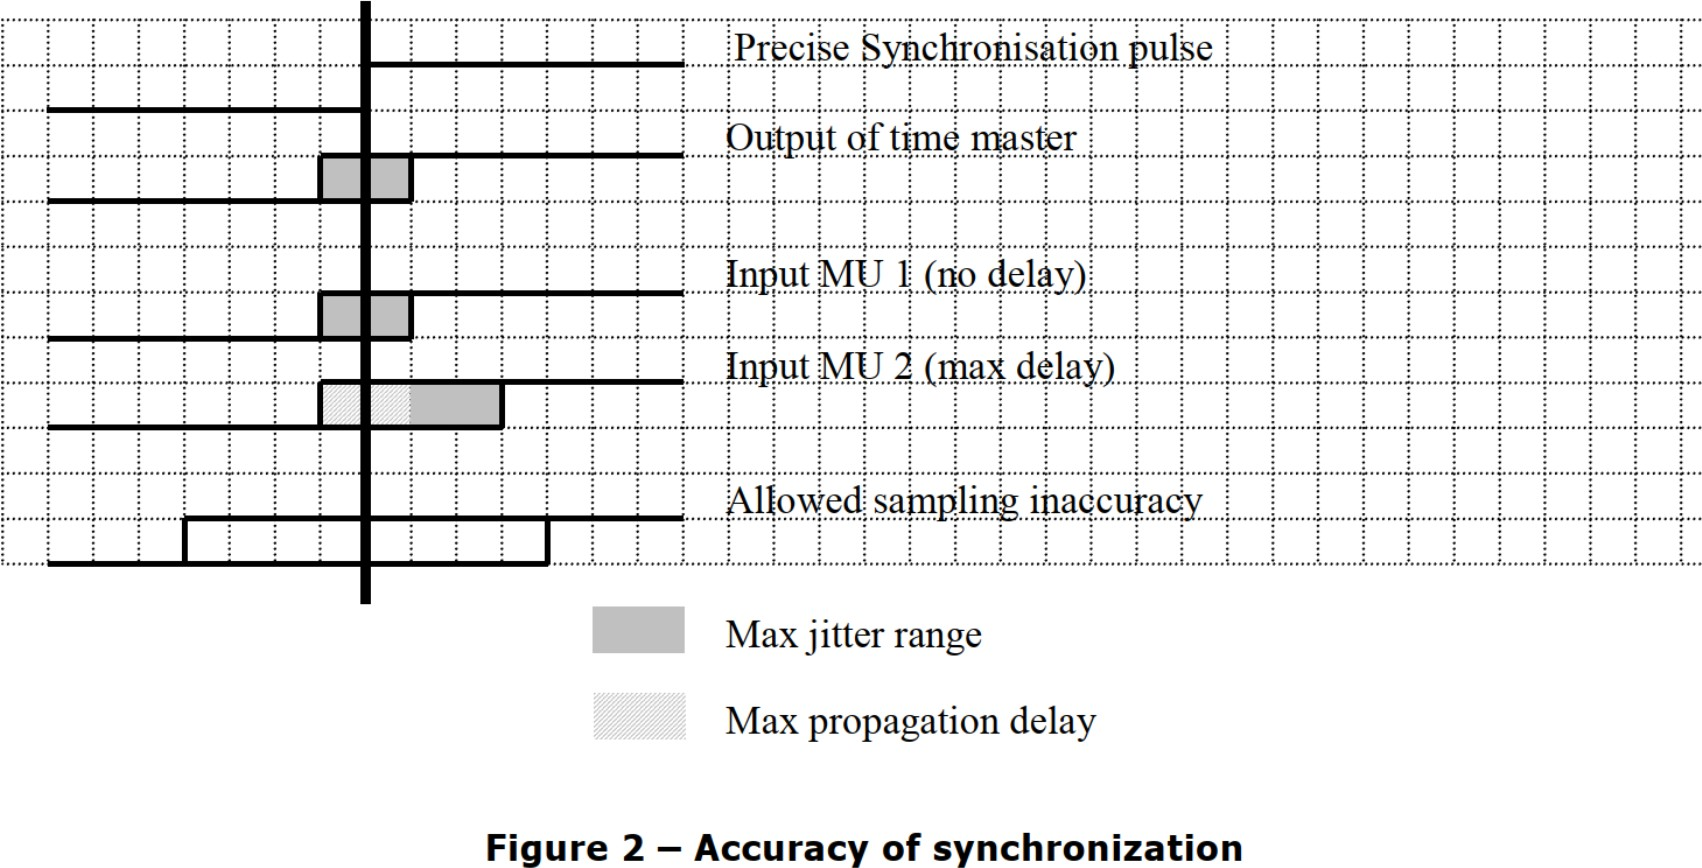 Precise Synchronisation pulse
Output of time master
Input MU 1 (no delay)
Input MU 2 (max delay)
Allowed sampling inaccuracy
Max jitter range
Max propagation delay
Figure 2 – Accuracy of synchronization